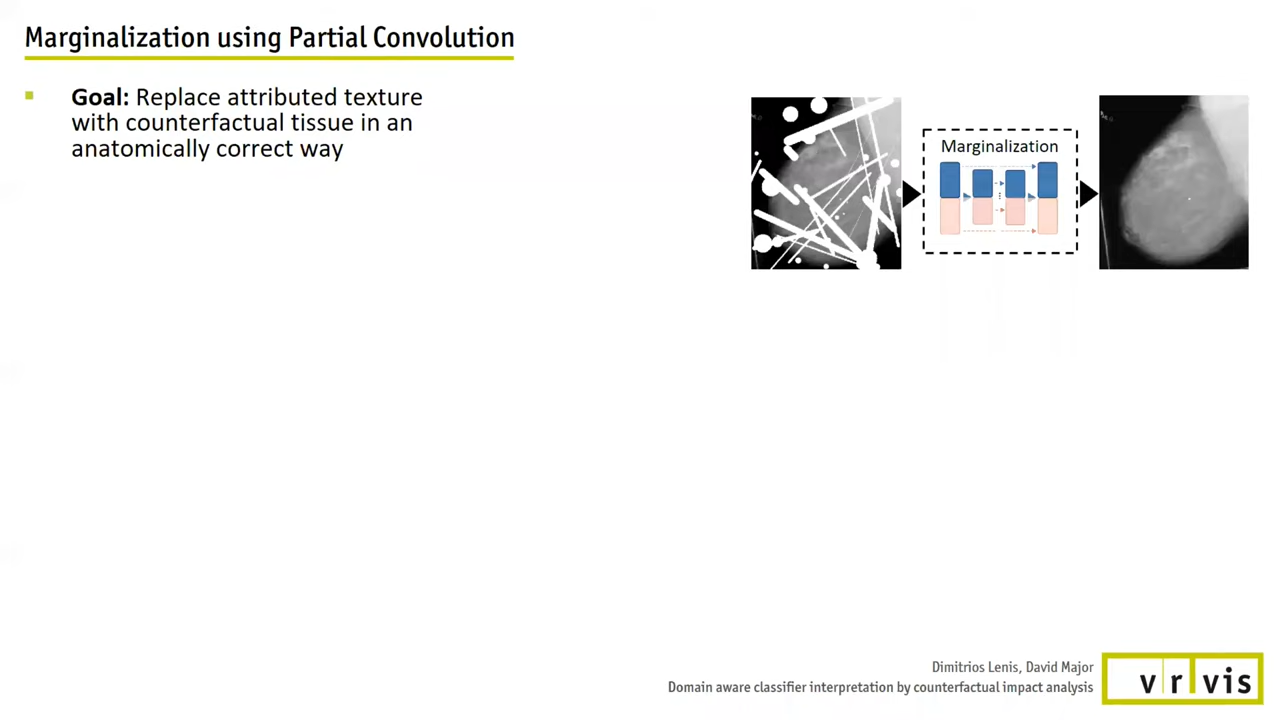 Marginalization using Partial Convolution
Goal: Replace attributed texture
with counterfactual tissue in an
anatomically correct way
Marginalization
Dimitrios Lenis, David Major
Domain aware classifier interpretation by counterfactual impact analysis
vrvis